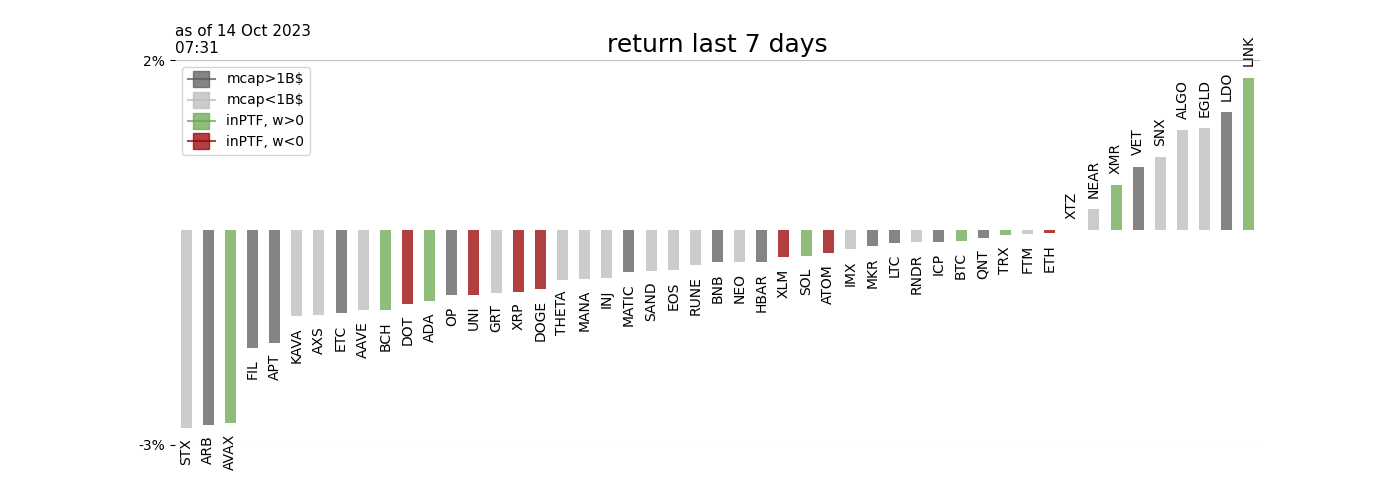 as of 14 Oct 2023
07:31
return last 7 days
2%
mcap>1B$
mcap<1B$
inPTF, w>0
inPTF, w<0
-3%
STX
ARB
AVAX
FIL
APT
KAVA
AXS
ETC
AAVE
BCH
DOT
ADA
OP
UNI
GRT
XRP
DOGE
THETA
MANA
INJ
MATIC
SAND
EOS
RUNE
BNB
NEO
HBAR
XLM
SOL
ATOM
IMX
MKR
LTC
RNDR
ICP
BTC
QNT
TRX
FTM
ETH
XTZ
NEAR
XMR
VET
SNX
ALGO
EGLD
LDO
LINK